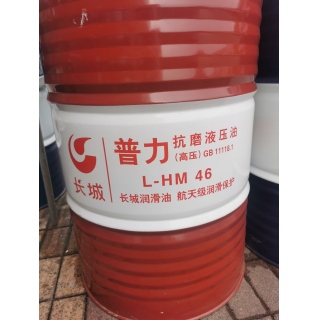 长城
普力 抗磨液压油
(高压) GB 11118.1
L-HM 46
长城润滑油 航天级润滑保护